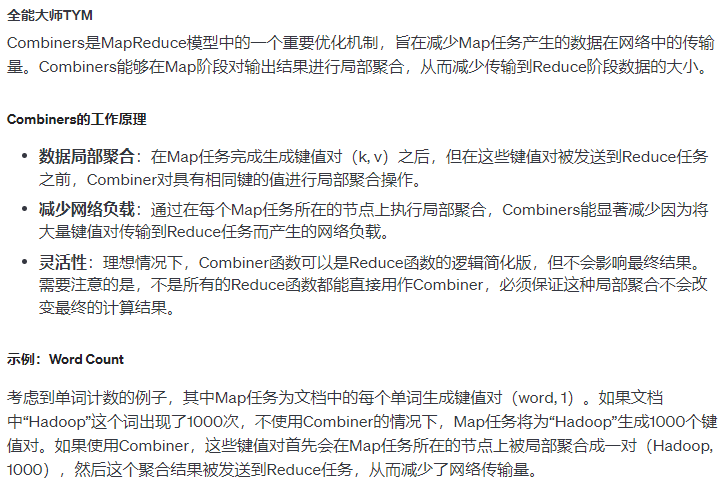 全能大师TYM
Combiners是MapReduce模型中的一个重要优化机制，旨在减少Map任务产生的数据在网络中的传输
量。Combiners能够在Map阶段对输出结果进行局部聚合，从而减少传输到Reduce阶段数据的大小。
Combiners的工作原理
• 数据局部聚合：在Map任务完成生成键值对（k, v）之后，但在这些键值对被发送到Reduce任务
之前，Combiner对具有相同键的值进行局部聚合操作。
• 减少网络负载：通过在每个Map任务所在的节点上执行局部聚合，Combiners能显著减少因为将
大量键值对传输到Reduce任务而产生的网络负载。
• 灵活性：理想情况下，Combiner函数可以是Reduce函数的逻辑简化版，但不会影响最终结果。
需要注意的是，不是所有的Reduce函数都能直接用作Combiner，必须保证这种局部聚合不会改
变最终的计算结果。
示例：Word Count
考虑到单词计数的例子，其中Map任务为文档中的每个单词生成键值对（word, 1）。如果文档
中“Hadoop”这个词出现了1000次，不使用Combiner的情况下，Map任务将为“Hadoop”生成1000个键
值对。如果使用Combiner，这些键值对首先会在Map任务所在的节点上被局部聚合成一对（Hadoop,
1000），然后这个聚合结果被发送到Reduce任务，从而减少了网络传输量。